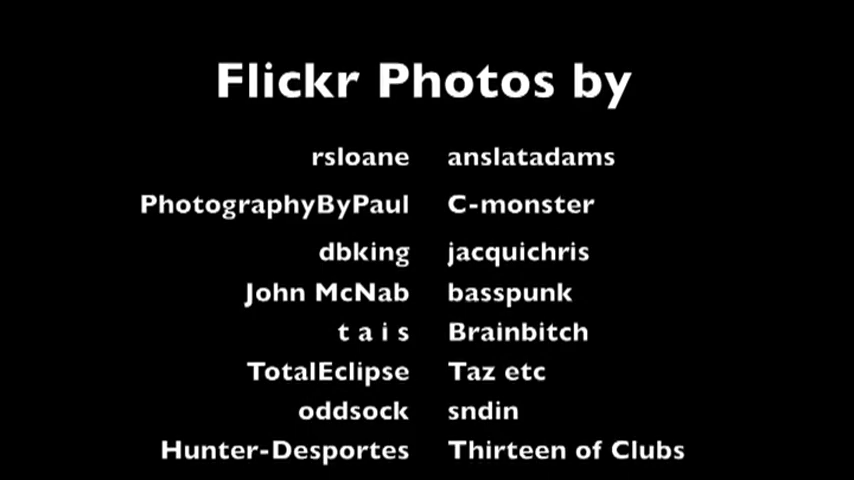 Flickr Photos by
rsloane anslatadams
PhotographyByPaul C-monster
dbking jacquichris
John McNab basspunk
t a i s Brainbitch
TotalEclipse Taz etc
oddsock sndin
Hunter-Desportes Thirteen of Clubs